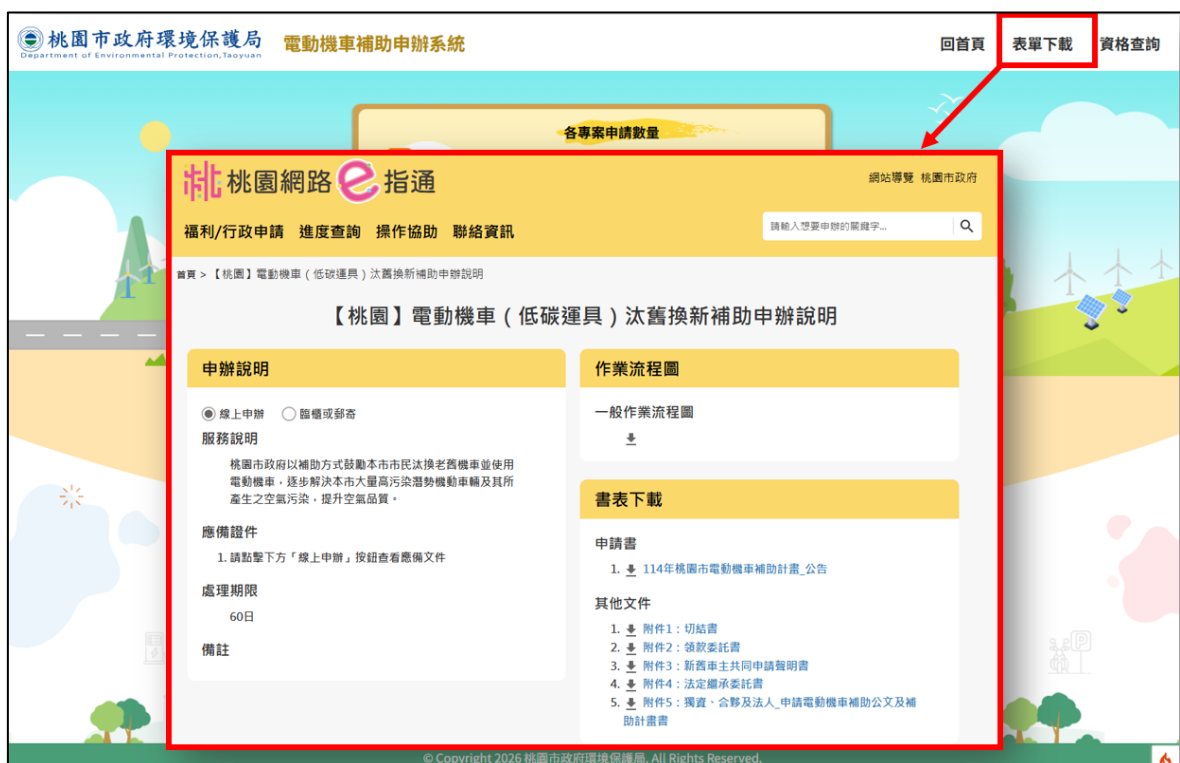 桃園市政府環境保護局
Department of Environmental Protection,Taoyuan
電動機車補助申辦系統
回首頁 表單下載 資格查詢
各專案申請數量
桃園網路e指通
網站導覽 桃園市政府
福利/行政申請 進度查詢 操作協助 聯絡資訊
請輸入想要申辦的關鍵字...
首頁 > 【桃園】電動機車(低碳運具)汰舊換新補助申辦說明
【桃園】電動機車(低碳運具)汰舊換新補助申辦說明
申辦說明
線上申辦 臨櫃或郵寄
服務說明
桃園市政府以補助方式鼓勵本市市民汰換老舊機車並使用
電動機車,逐步解決本市大量高污染潛勢機動車輛及其所
產生之空氣污染,提升空氣品質。
應備證件
1. 請點擊下方「線上申辦」按鈕查看應備文件
處理期限
60日
備註
作業流程圖
一般作業流程圖
書表下載
申請書
1. 114年桃園市電動機車補助計畫_公告
其他文件
1. 附件1:切結書
2. 附件2:領款委託書
3. 附件3:新舊車主共同申請聲明書
4. 附件4:法定繼承委託書
5. 附件5:獨資、合夥及法人_申請電動機車補助公文及補
助計畫書
© Copyright 2026 桃園市政府環境保護局. All Rights Reserved.